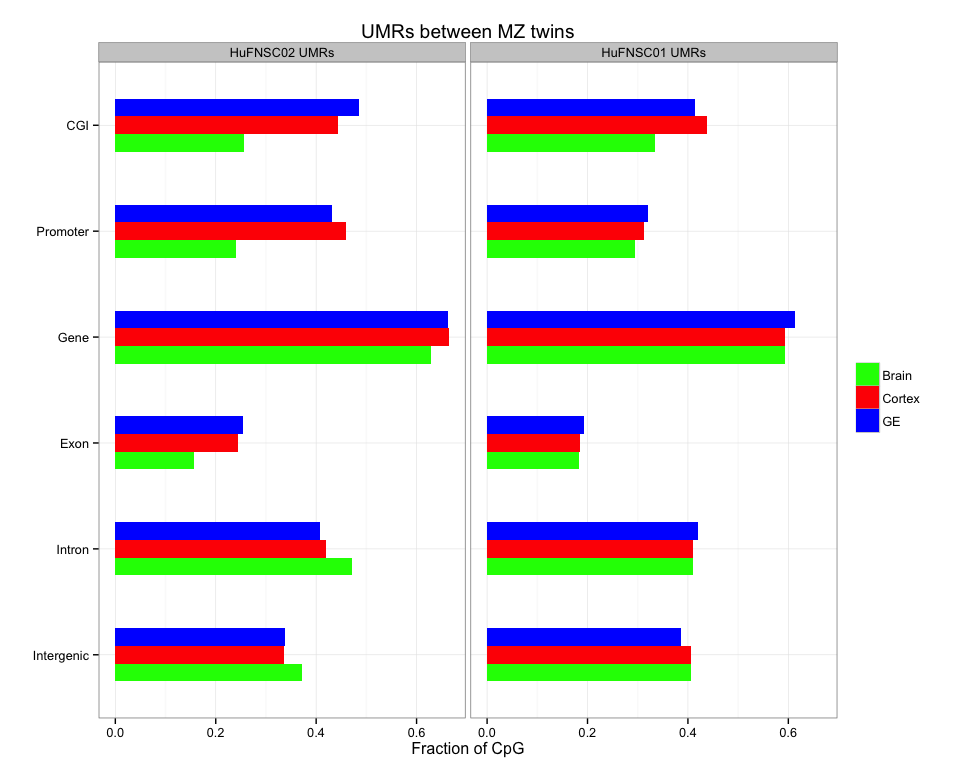 UMRs between MZ twins
HuFNSC02 UMRs
HuFNSC01 UMRs
CGI
Promoter
Gene
Exon
Intron
Intergenic
0.0 0.2 0.4 0.6
0.0 0.2 0.4 0.6
Fraction of CpG
Brain
Cortex
GE